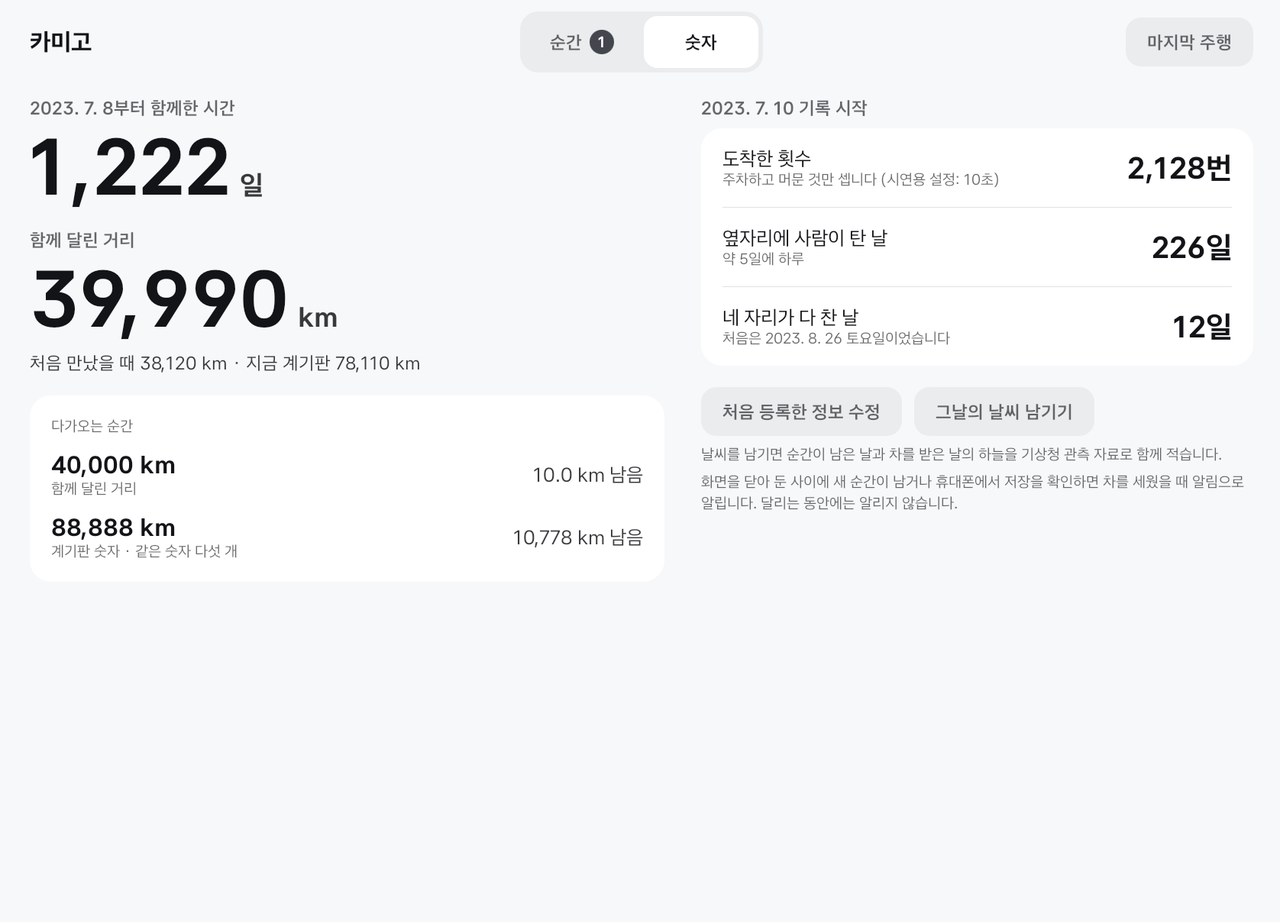 카미고
순간 1
숫자
마지막 주행
2023. 7. 8부터 함께한 시간
1,222 일
함께 달린 거리
39,990 km
처음 만났을 때 38,120 km · 지금 계기판 78,110 km
다가오는 순간
40,000 km
함께 달린 거리
10.0 km 남음
88,888 km
계기판 숫자 · 같은 숫자 다섯 개
10,778 km 남음
2023. 7. 10 기록 시작
도착한 횟수
주차하고 머문 것만 셉니다 (시연용 설정: 10초)
2,128번
옆자리에 사람이 탄 날
약 5일에 하루
226일
네 자리가 다 찬 날
처음은 2023. 8. 26 토요일이었습니다
12일
처음 등록한 정보 수정
그날의 날씨 남기기
날씨를 남기면 순간이 남은 날과 차를 받은 날의 하늘을 기상청 관측 자료로 함께 적습니다.
화면을 닫아 둔 사이에 새 순간이 남거나 휴대폰에서 저장을 확인하면 차를 세웠을 때 알림으로
알립니다. 달리는 동안에는 알리지 않습니다.